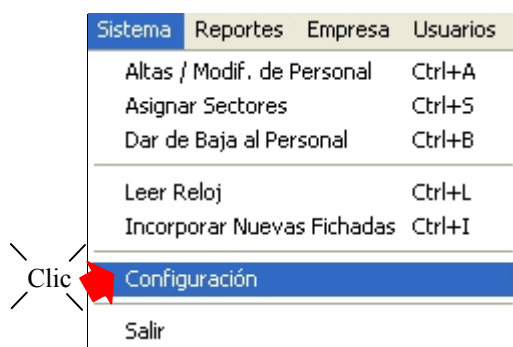 Sistema Reportes Empresa Usuarios
Altas / Modif. de Personal Ctrl+A
Asignar Sectores Ctrl+S
Dar de Baja al Personal Ctrl+B
Leer Reloj Ctrl+L
Incorporar Nuevas Fichadas Ctrl+I
Clic Configuración
Salir